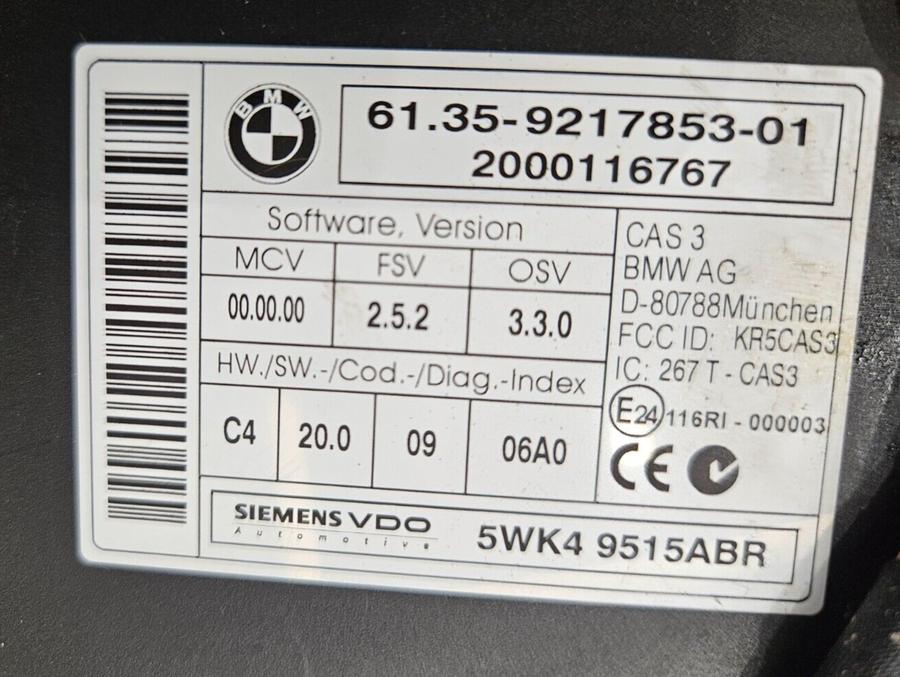 BMW
61.35-9217853-01
2000116767
Software, Version
MCV FSV OSV
00.00.00 2.5.2 3.3.0
HW./SW.-/Cod.-/Diag.-Index
C4 20.0 09 06A0
CAS 3
BMW AG
D-80788München
FCC ID: KR5CAS3
IC: 267 T - CAS3
E24 116RI - 000003
CE
SIEMENS VDO
Automotive
5WK4 9515ABR